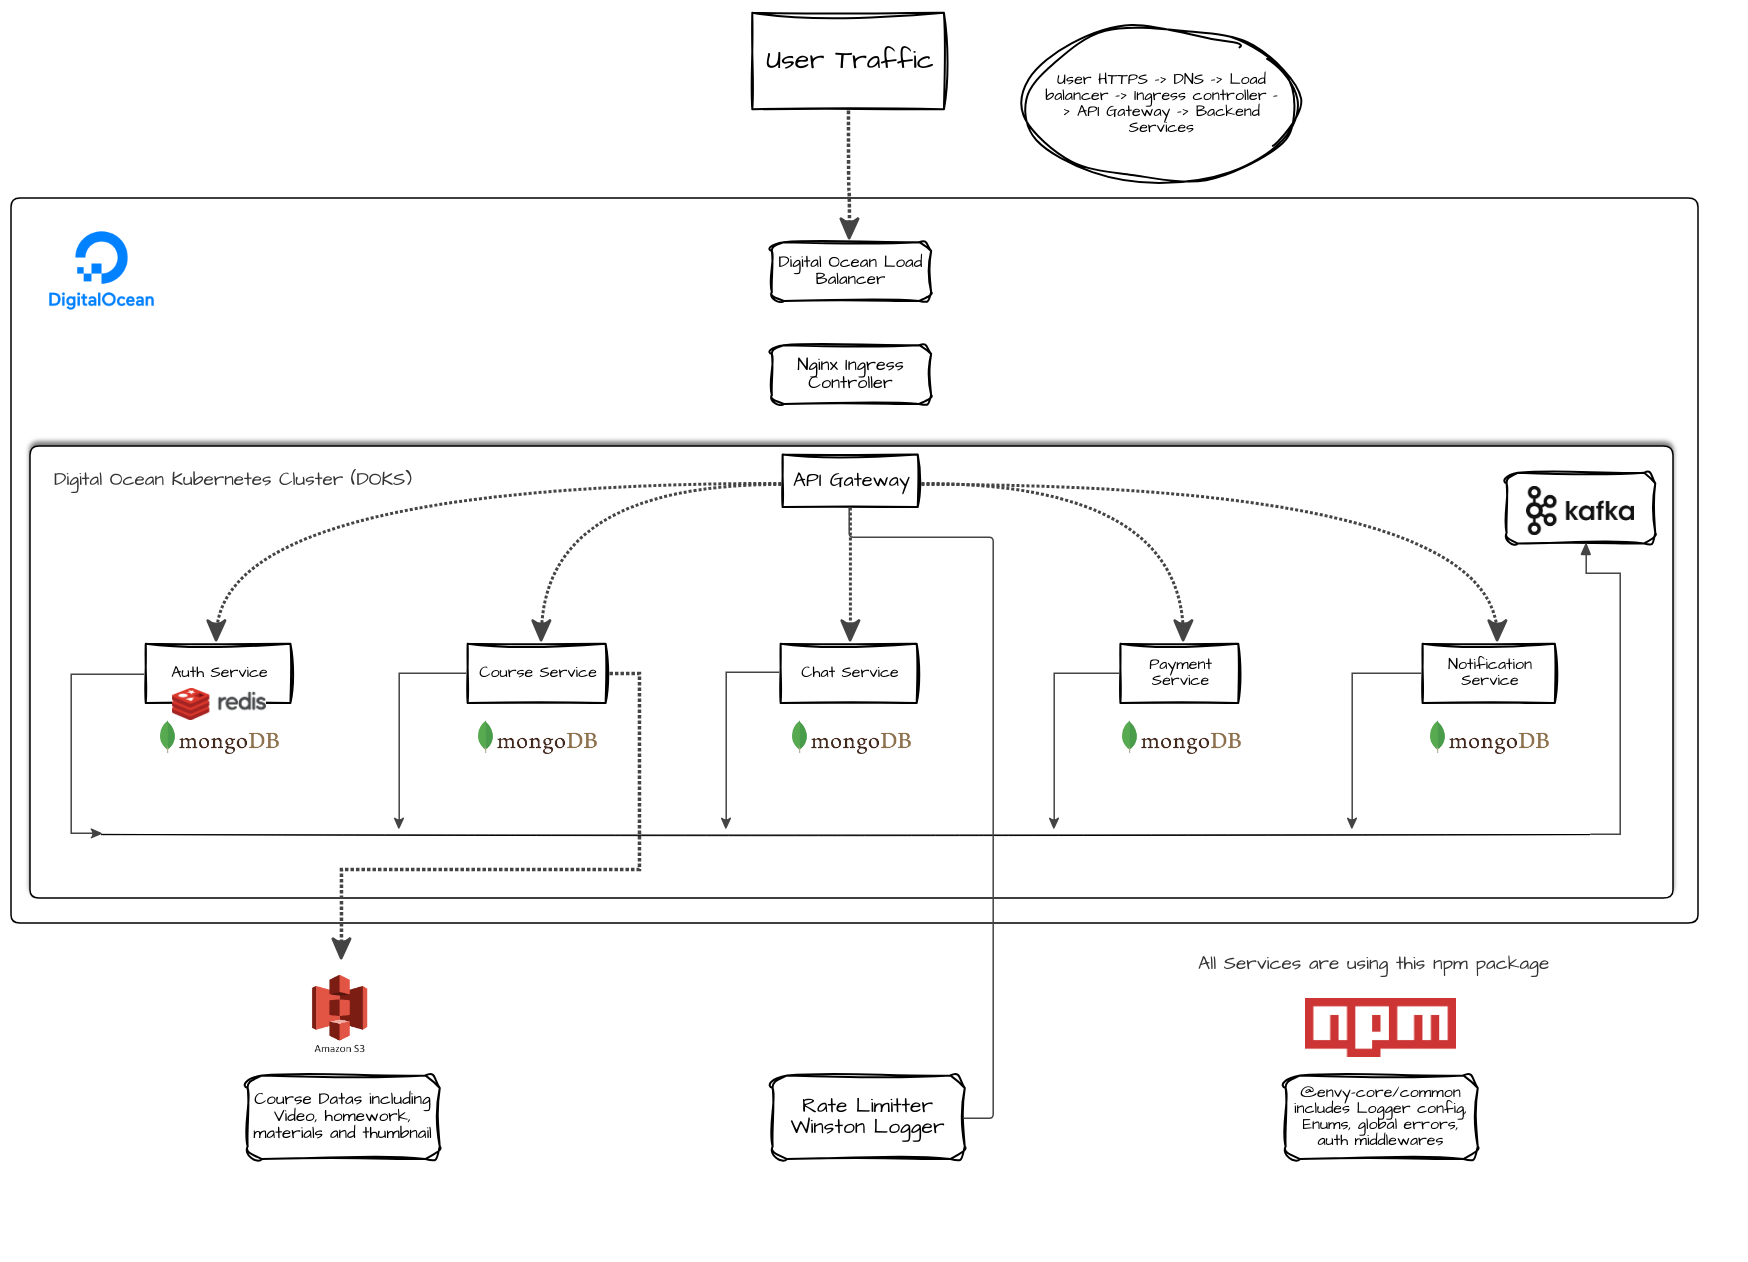 User Traffic
User HTTPS -> DNS -> Load
balancer -> Ingress controller -
> API Gateway -> Backend
Services
DigitalOcean
Digital Ocean Load
Balancer
Nginx Ingress
Controller
Digital Ocean Kubernetes Cluster (DOKS)
API Gateway
kafka
Auth Service
redis
mongoDB
Course Service
mongoDB
Chat Service
mongoDB
Payment
Service
mongoDB
Notification
Service
mongoDB
Amazon S3
Course Datas including
Video, homework,
materials and thumbnail
Rate Limitter
Winston Logger
All Services are using this npm package
npm
@envy-core/common
includes Logger config,
Enums, global errors,
auth middlewares